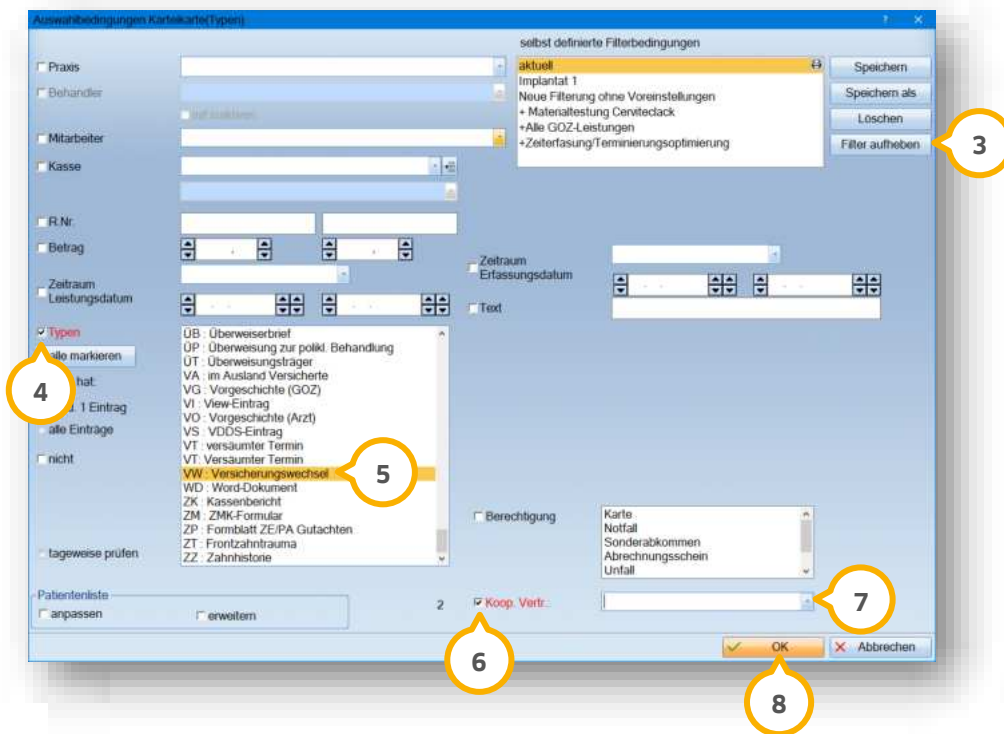 Auswahlbedingungen Karteikarte(Typen)
selbst definierte Filterbedingungen
Praxis
Behandler
Mitarbeiter
Kasse
aktuell
Implantat 1
Neue Filterung ohne Voreinstellungen
+ Materialtestung Cerviteclack
+Alle GOZ-Leistungen
+Zeiterfasung/Terminierungsoptimierung
Speichern
Speichern als
Löschen
Filter aufheben
3
R.Nr.
Betrag
Zeitraum
Leistungsdatum
Zeitraum
Erfassungsdatum
Text
Typen
alle markieren
4
hat:
1 Eintrag
alle Einträge
nicht
tageweise prüfen
ÜB : Überweiserbrief
ÜP : Überweisung zur polikl. Behandlung
ÜT : Überweisungsträger
VA : im Ausland Versicherte
VG : Vorgeschichte (GOZ)
VI : View-Eintrag
VO : Vorgeschichte (Arzt)
VS : VDDS-Eintrag
VT : versäumter Termin
VT: Versäumter Termin
VW : Versicherungswechsel
WD : Word-Dokument
ZK : Kassenbericht
ZM : ZMK-Formular
ZP : Formblatt ZE/PA Gutachten
ZT : Frontzahntrauma
ZZ : Zahnhistorie
5
Berechtigung
Karte
Notfall
Sonderabkommen
Abrechnungsschein
Unfall
Patientenliste
anpassen
erweitern
2
Koop. Vertr.:
7
6
OK
Abbrechen
8